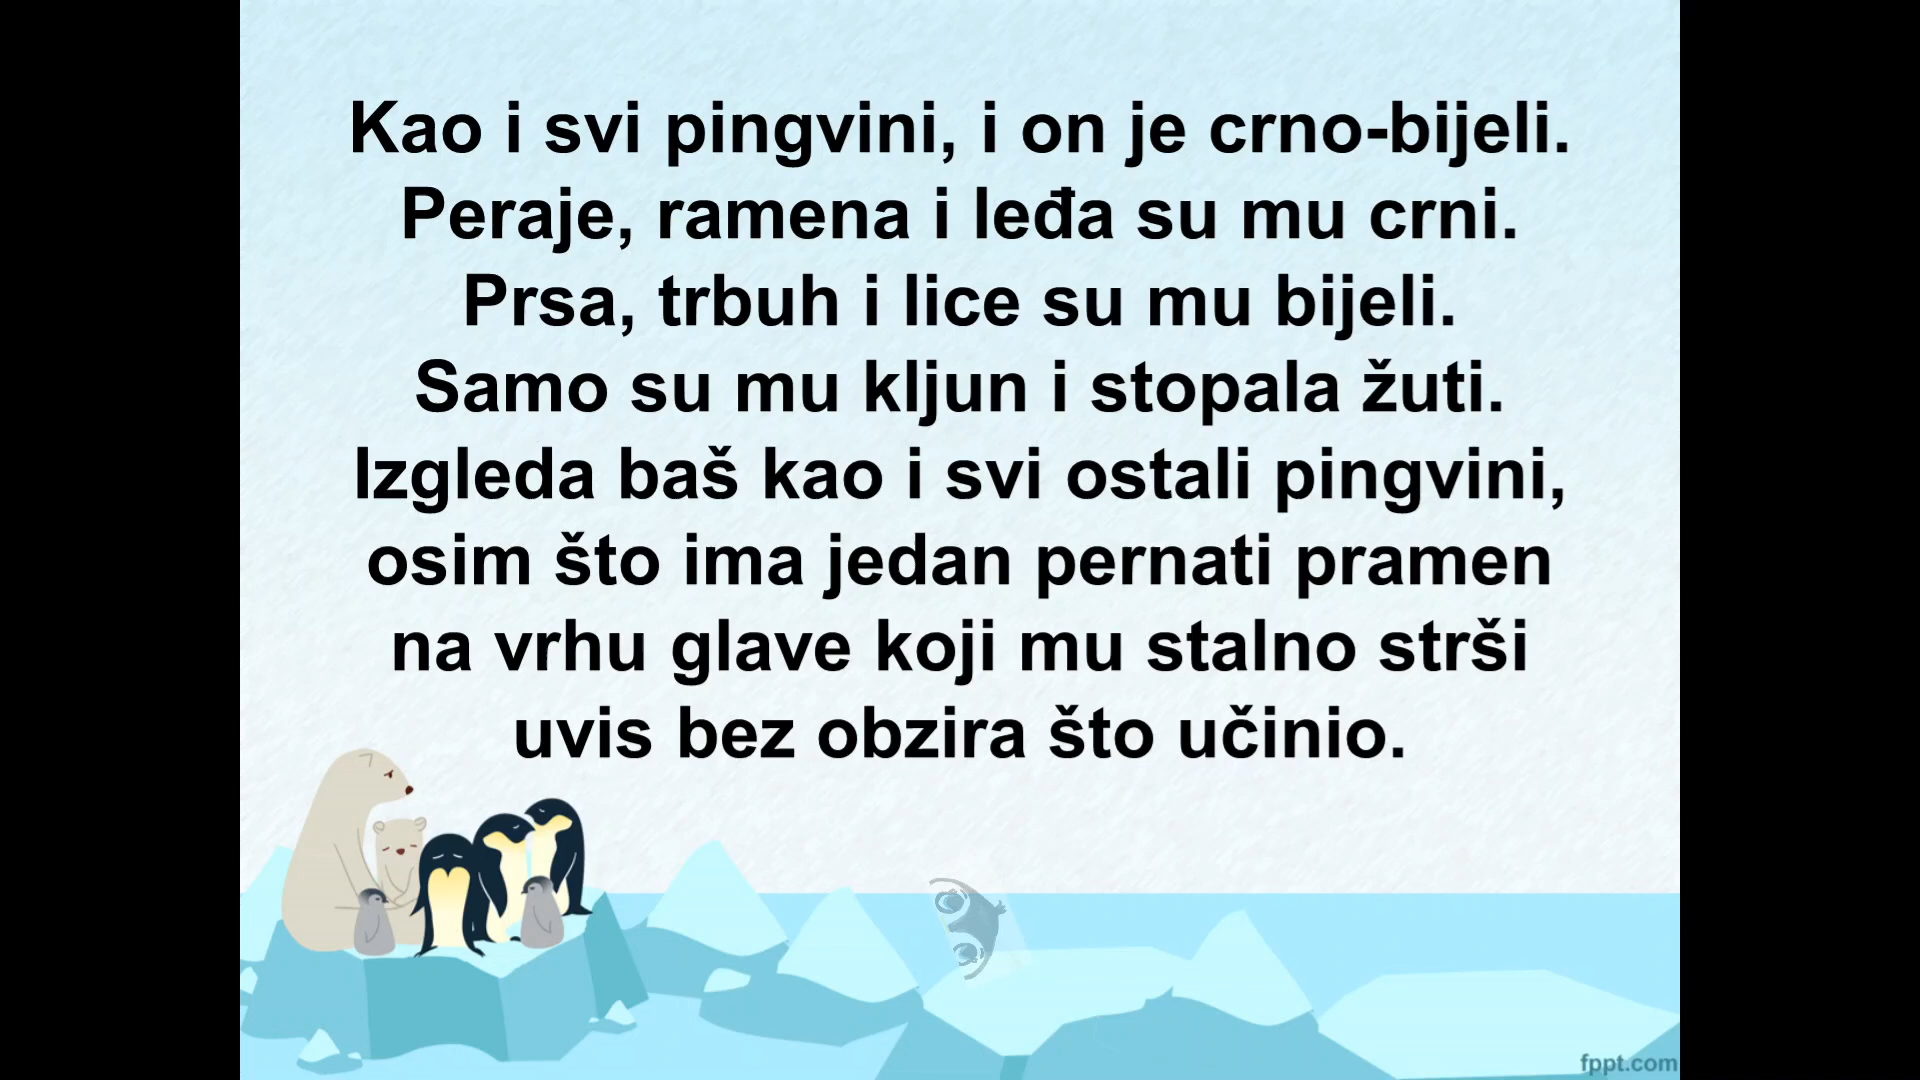 Kao i svi pingvini, i on je crno-bijeli.
Peraje, ramena i leđa su mu crni.
Prsa, trbuh i lice su mu bijeli.
Samo su mu kljun i stopala žuti.
Izgleda baš kao i svi ostali pingvini,
osim što ima jedan pernati pramen
na vrhu glave koji mu stalno strši
uvis bez obzira što učinio.
fppt.com